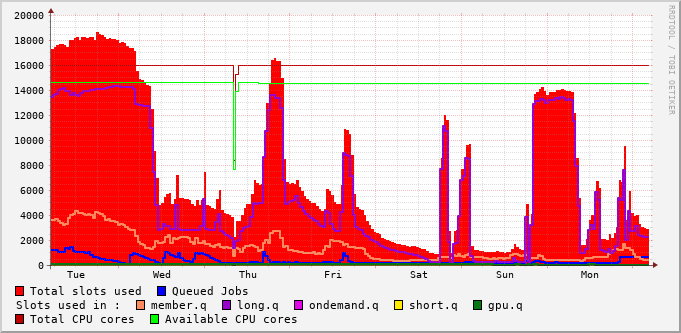 20000
18000
16000
14000
12000
10000
8000
6000
4000
2000
0
Tue Wed Thu Fri Sat Sun Mon
RRDTOOL / TOBI OETIKER
Total slots used Queued Jobs
Slots used in : member.q long.q ondemand.q short.q gpu.q
Total CPU cores Available CPU cores